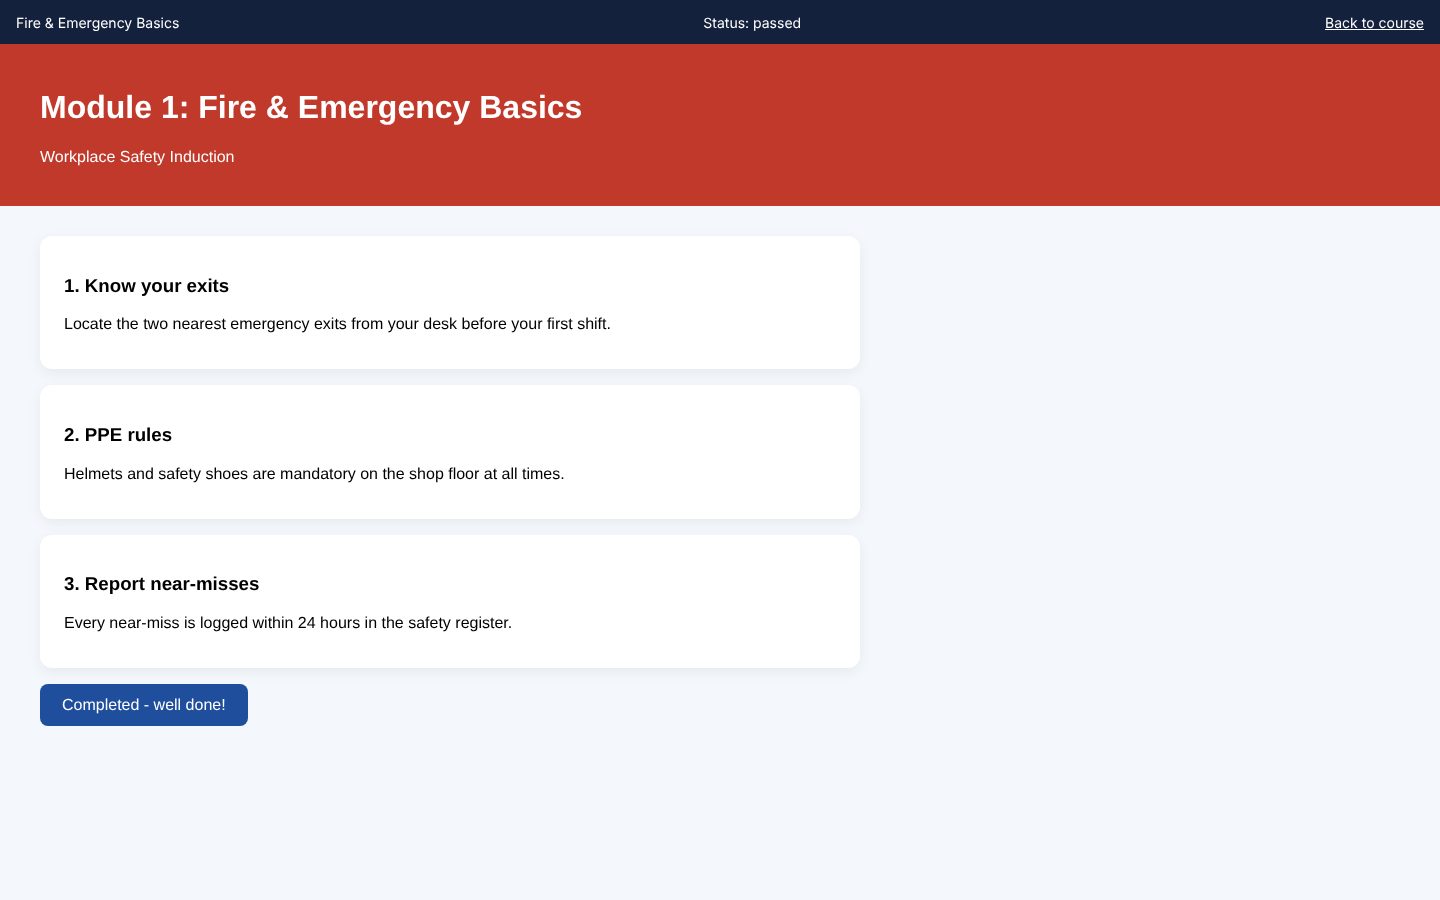 Fire & Emergency Basics
Status: passed
Back to course
Module 1: Fire & Emergency Basics
Workplace Safety Induction
1. Know your exits
Locate the two nearest emergency exits from your desk before your first shift.
2. PPE rules
Helmets and safety shoes are mandatory on the shop floor at all times.
3. Report near-misses
Every near-miss is logged within 24 hours in the safety register.
Completed - well done!